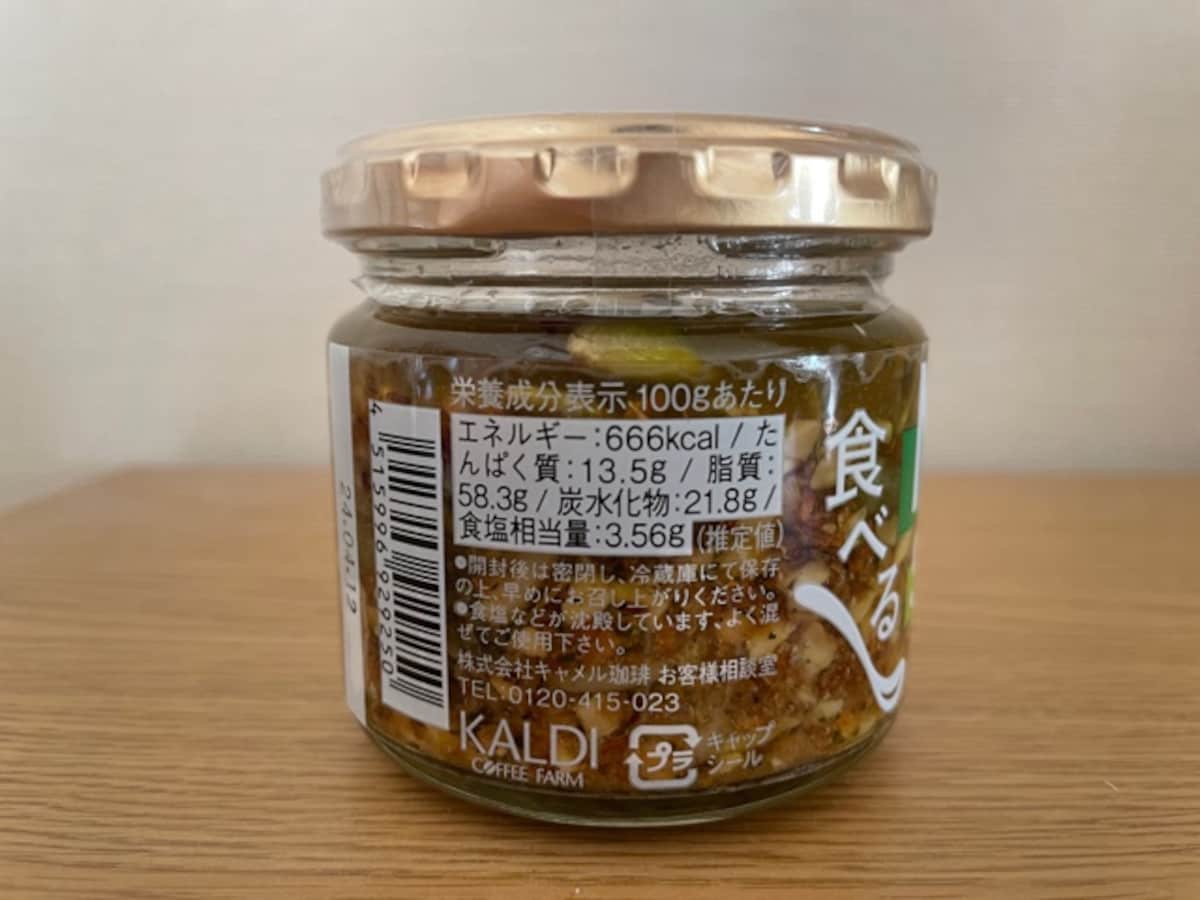 栄養成分表示 100gあたり
エネルギー:666kcal / た
んぱく質:13.5g / 脂質:
58.3g / 炭水化物:21.8g /
食塩相当量:3.56g (推定値)
●開封後は密閉し、冷蔵庫にて保存
の上、早めにお召し上がりください。
●食塩などが沈殿しています、よく混
ぜてご使用下さい。
株式会社キャメル珈琲 お客様相談室
TEL:0120-415-023
KALDI
COFFEE FARM
プラ
キャップ
シール
4 515996 929250
24.04.12
食べる